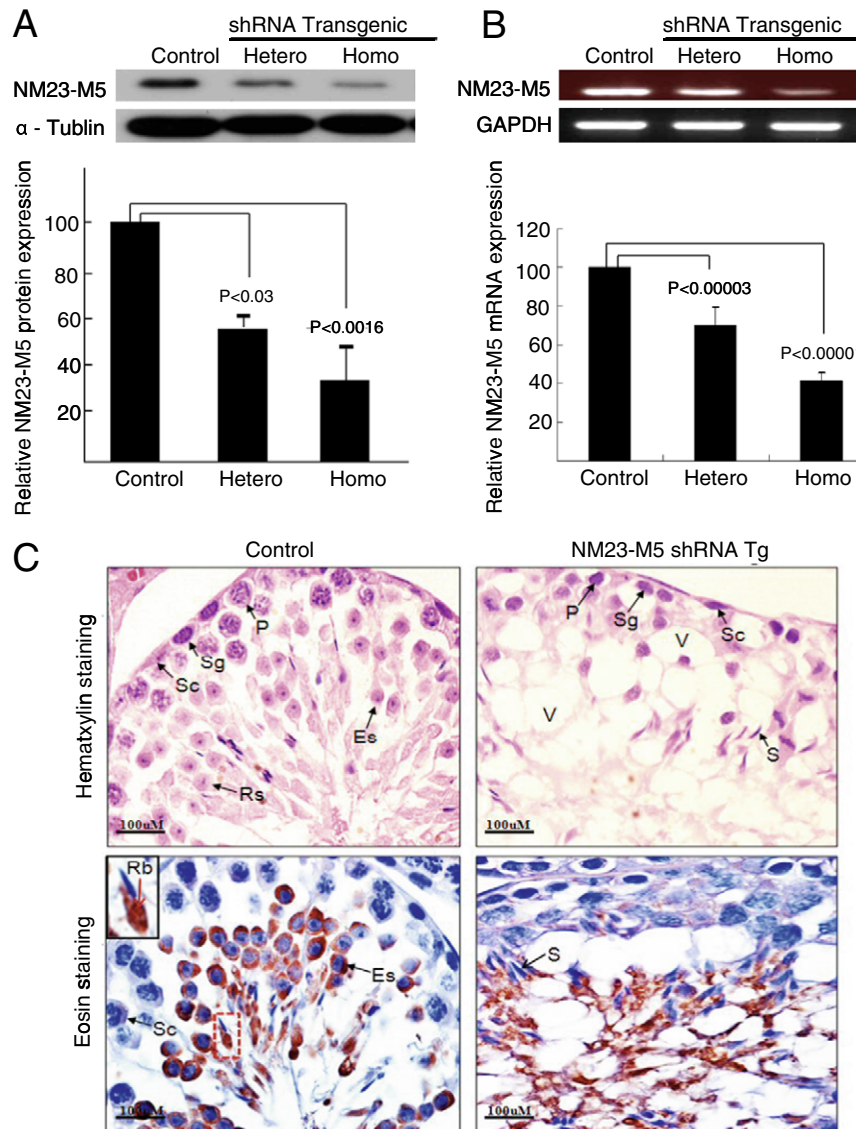 A
shRNA Transgenic
Control Hetero Homo
NM23-M5
α - Tublin
Relative NM23-M5 protein expression
100
80
60
40
20
P<0.03
P<0.0016
Control Hetero Homo
B
shRNA Transgenic
Control Hetero Homo
NM23-M5
GAPDH
Relative NM23-M5 mRNA expression
120
100
80
60
40
20
P<0.00003
P<0.0000
Control Hetero Homo
C
Control
NM23-M5 shRNA Tg
Hematxylin staining
P
Sg
Sc
Es
Rs
100uM
P
Sg
Sc
V
V
S
100uM
Eosin staining
Rb
Es
Sc
100uM
S
100uM